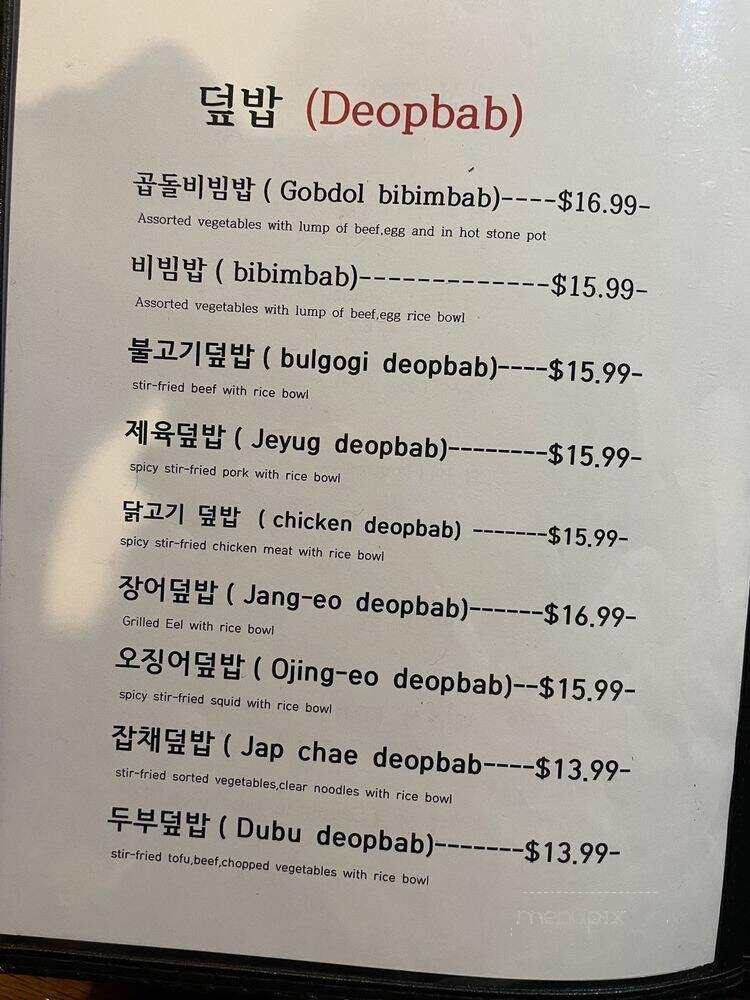 덮밥 (Deopbab)
곱돌비빔밥 ( Gobdol bibimbab)----$16.99-
Assorted vegetables with lump of beef,egg and in hot stone pot
비빔밥 ( bibimbab)-------------$15.99-
Assorted vegetables with lump of beef,egg rice bowl
불고기덮밥 ( bulgogi deopbab)----$15.99-
stir-fried beef with rice bowl
제육덮밥 ( Jeyug deopbab)--------$15.99-
spicy stir-fried pork with rice bowl
닭고기 덮밥 ( chicken deopbab) -------$15.99-
spicy stir-fried chicken meat with rice bowl
장어덮밥 ( Jang-eo deopbab)------$16.99-
Grilled Eel with rice bowl
오징어덮밥 ( Ojing-eo deopbab)--$15.99-
spicy stir-fried squid with rice bowl
잡채덮밥 ( Jap chae deopbab----$13.99-
stir-fried sorted vegetables,clear noodles with rice bowl
두부덮밥 ( Dubu deopbab)-------$13.99-
stir-fried tofu,beef,chopped vegetables with rice bowl